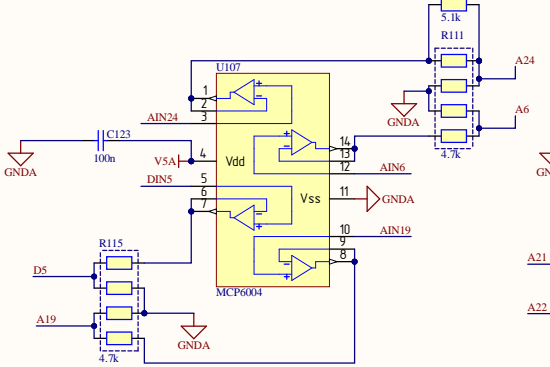 5.1k
R111
A24
U107
1
2
3
AIN24
GNDA
A6
4.7k
C123
100n
GNDA
V5A
4
Vdd
14
13
12
AIN6
GN
DIN5
5
6
7
Vss
11
GNDA
10
AIN19
9
8
R115
D5
A19
4.7k
GNDA
MCP6004
A21
A22